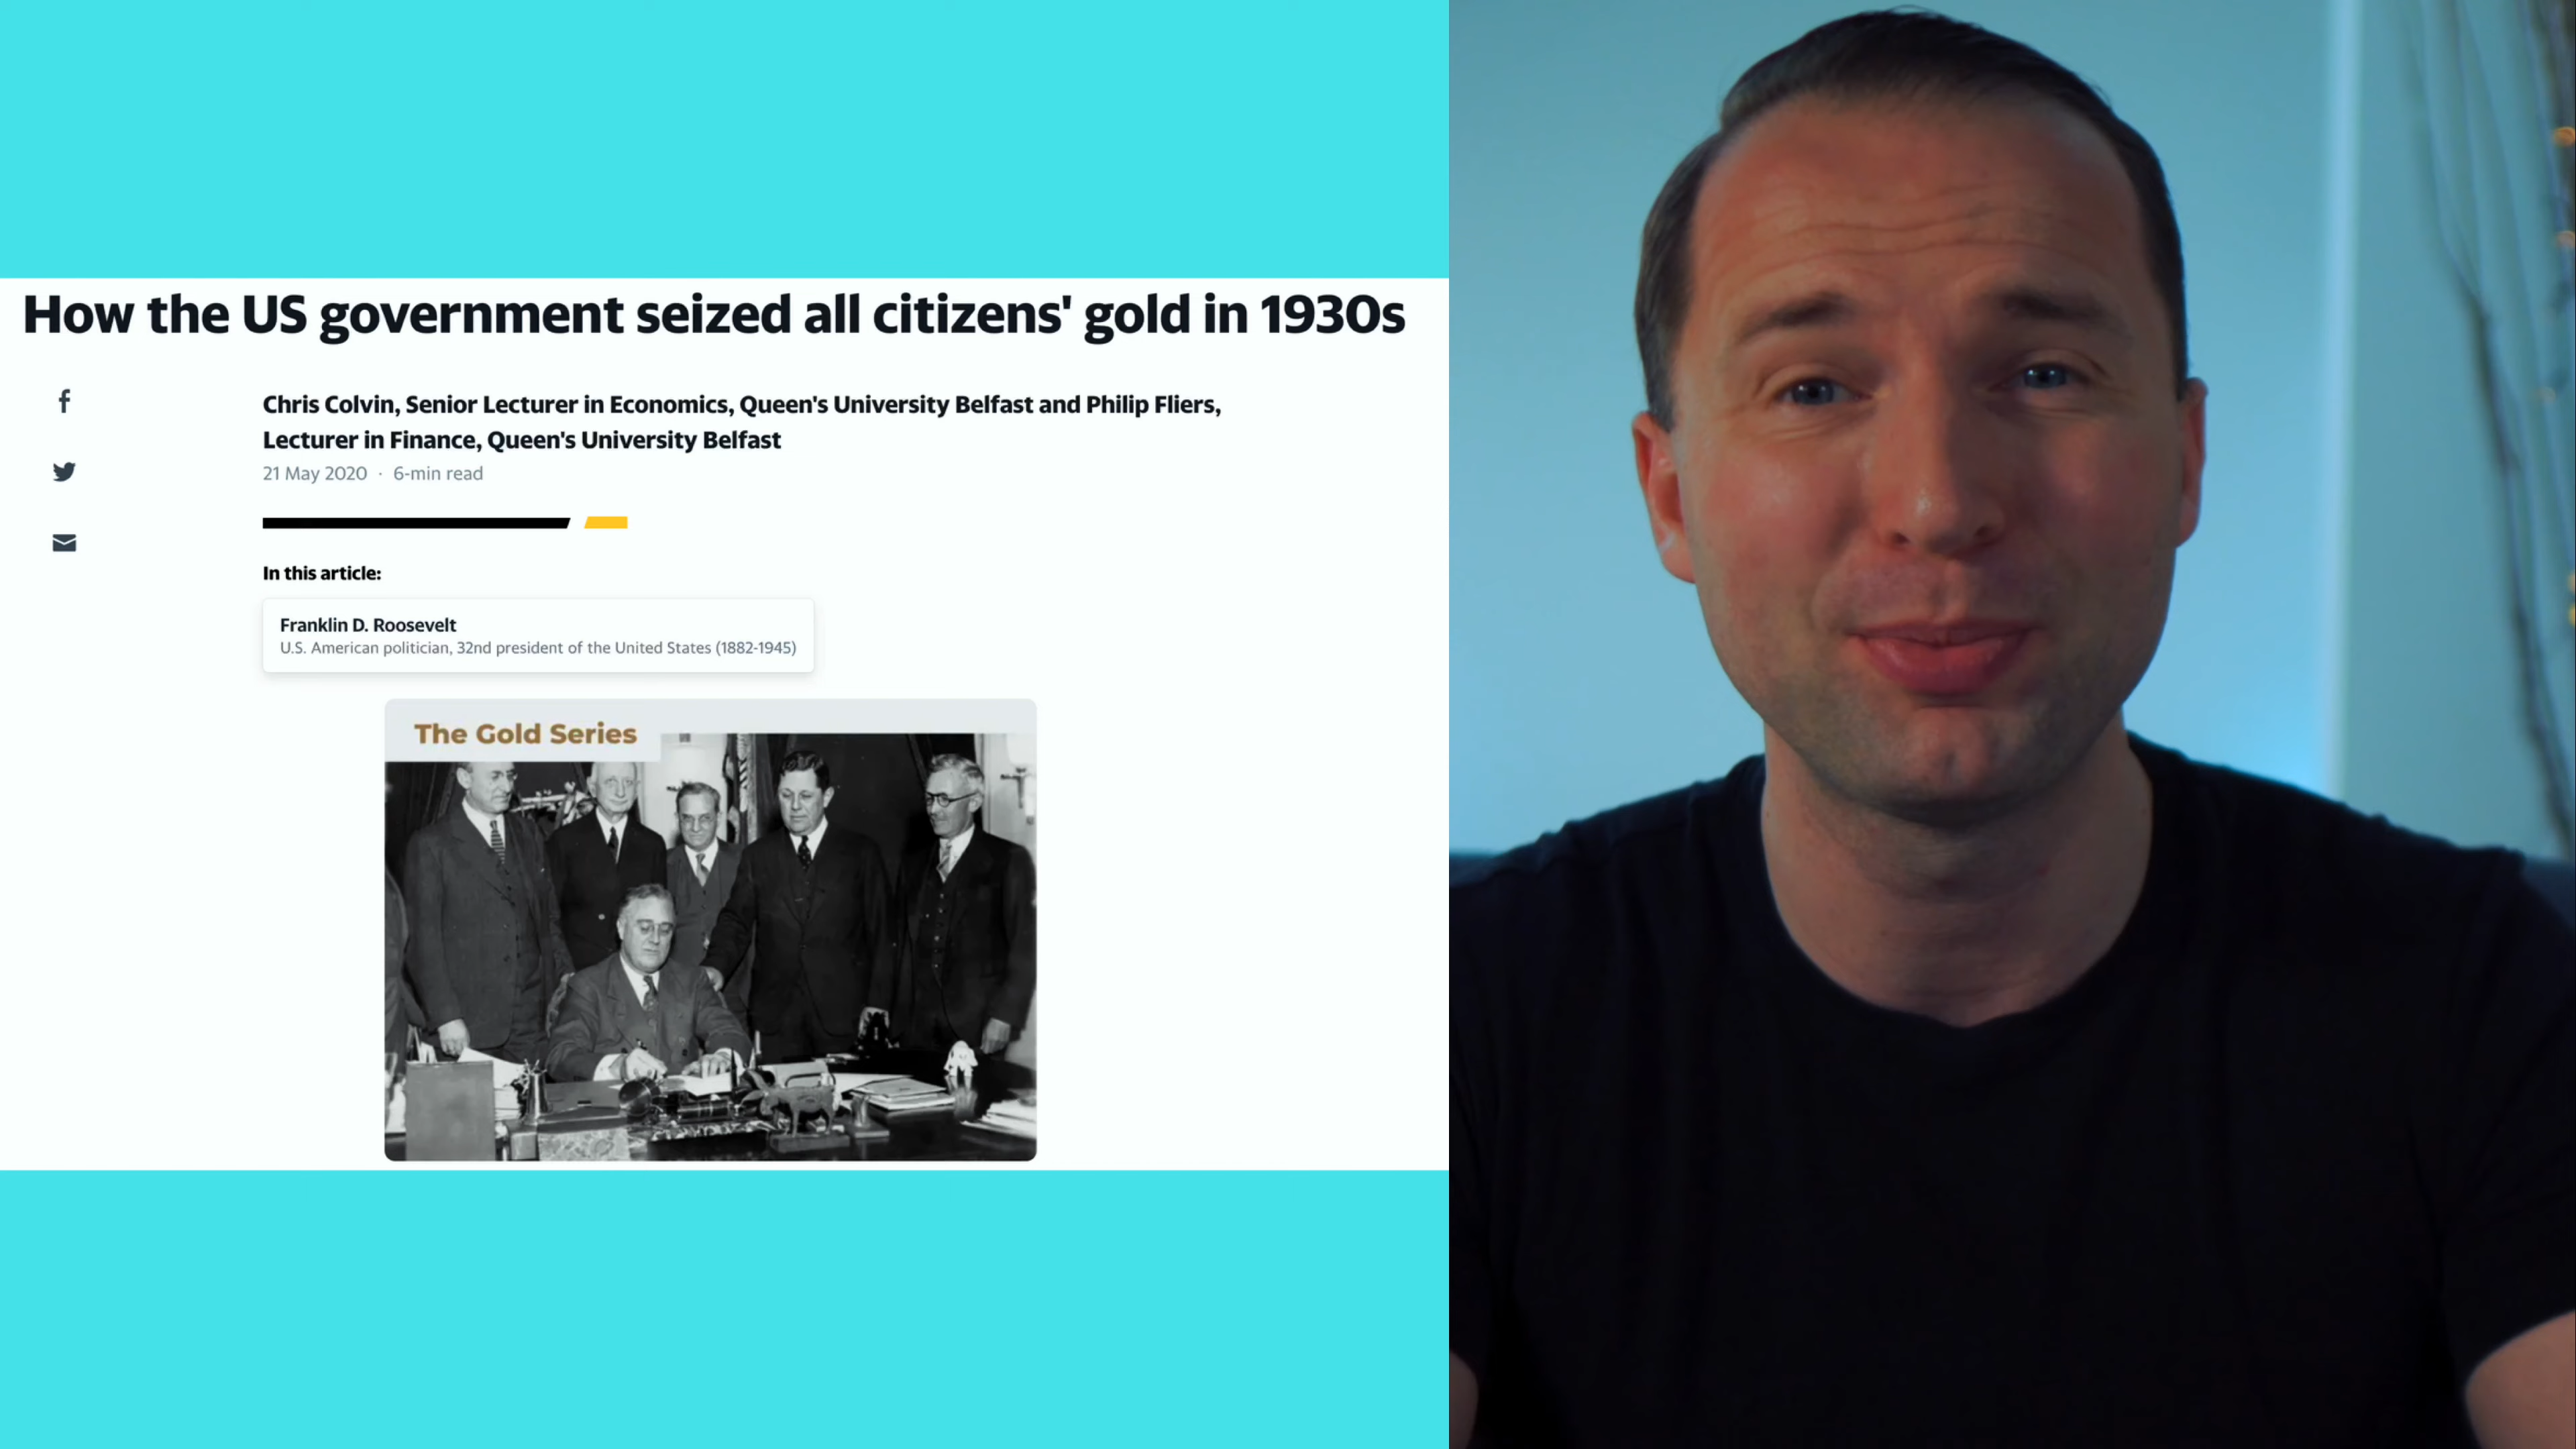 How the US government seized all citizens' gold in 1930s
Chris Colvin, Senior Lecturer in Economics, Queen's University Belfast and Philip Fliers,
Lecturer in Finance, Queen's University Belfast
21 May 2020 · 6-min read
In this article:
Franklin D. Roosevelt
U.S. American politician, 32nd president of the United States (1882-1945)
The Gold Series